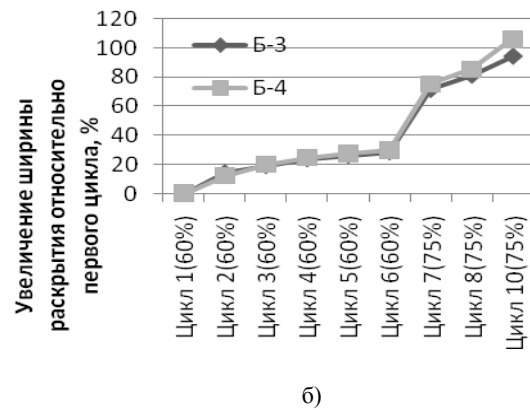 Увеличение ширины
раскрытия относительно
первого цикла, %
120
100
80
60
40
20
0
Б-3
Б-4
Цикл 1(60%)
Цикл 2(60%)
Цикл 3(60%)
Цикл 4(60%)
Цикл 5(60%)
Цикл 6(60%)
Цикл 7(75%)
Цикл 8(75%)
Цикл 10(75%)
б)